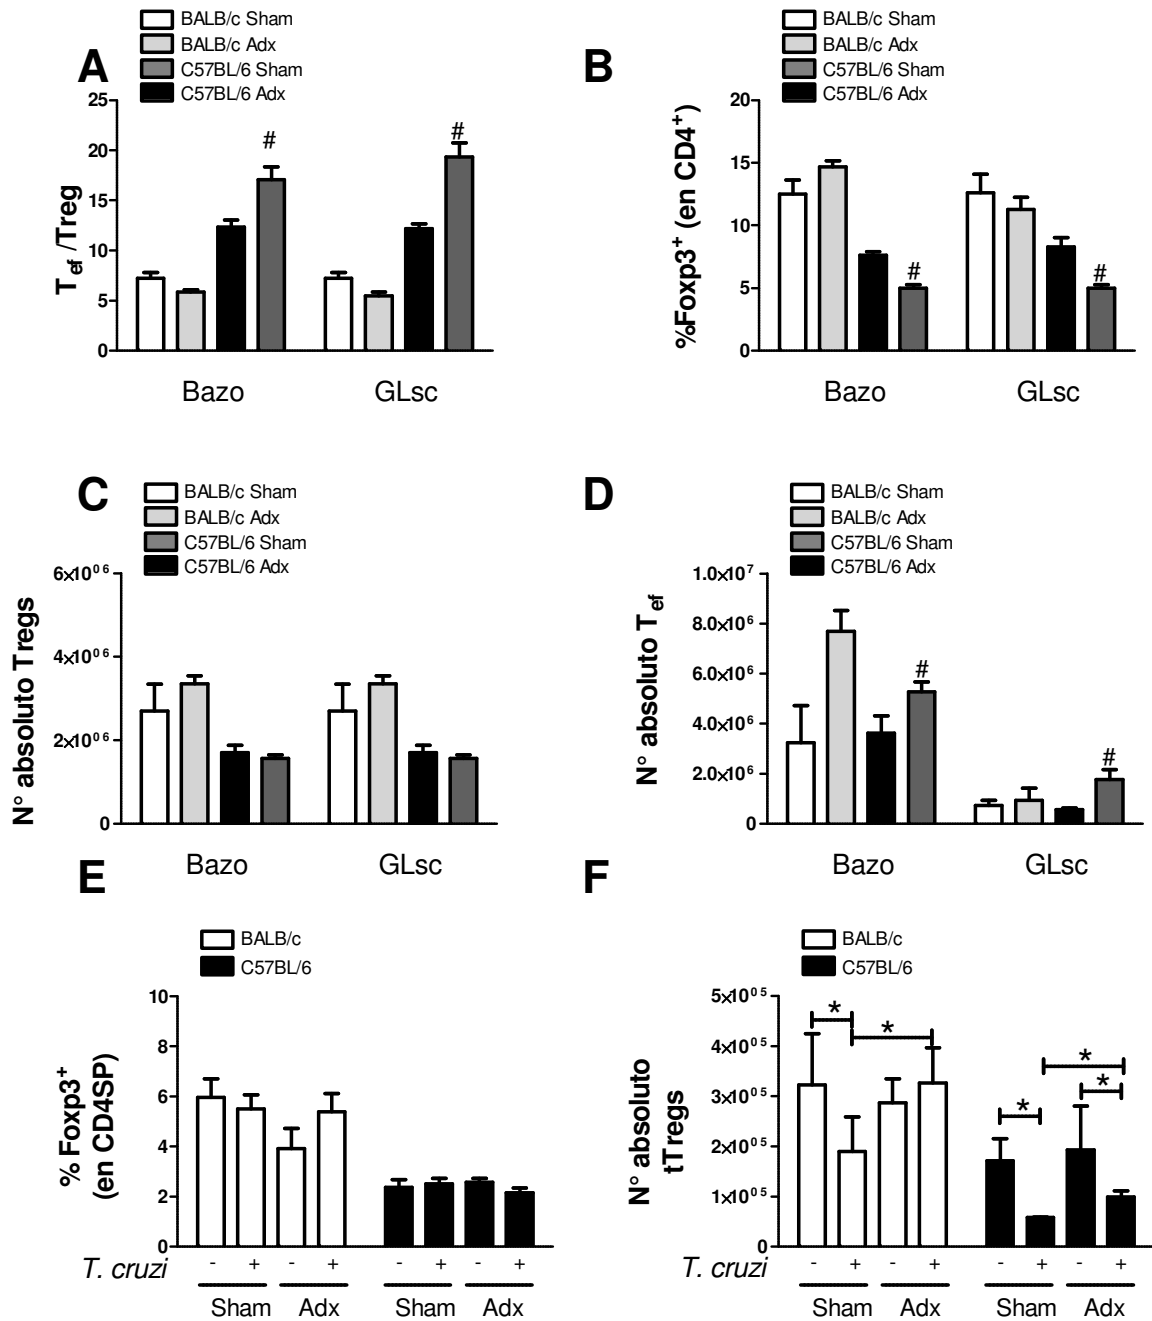 A
BALB/c Sham
BALB/c Adx
C57BL/6 Sham
C57BL/6 Adx
T_ef /Treg
25
20
15
10
5
0
#
#
Bazo GLsc
B
BALB/c Sham
BALB/c Adx
C57BL/6 Sham
C57BL/6 Adx
%Foxp3⁺ (en CD4⁺)
20
15
10
5
0
#
#
Bazo GLsc
C
BALB/c Sham
BALB/c Adx
C57BL/6 Sham
C57BL/6 Adx
N° absoluto Tregs
6×10⁰⁶
4×10⁰⁶
2×10⁰⁶
0
Bazo GLsc
D
BALB/c Sham
BALB/c Adx
C57BL/6 Sham
C57BL/6 Adx
N° absoluto T_ef
1.0×10⁷
8.0×10⁶
6.0×10⁶
4.0×10⁶
2.0×10⁶
0
#
#
Bazo GLsc
E
BALB/c
C57BL/6
% Foxp3⁺
(en CD4SP)
10
8
6
4
2
0
T. cruzi - + - + - + - +
Sham Adx Sham Adx
F
BALB/c
C57BL/6
N° absoluto
tTregs
5×10⁰⁵
4×10⁰⁵
3×10⁰⁵
2×10⁰⁵
1×10⁰⁵
0
*
*
*
*
*
T. cruzi - + - + - + - +
Sham Adx Sham Adx